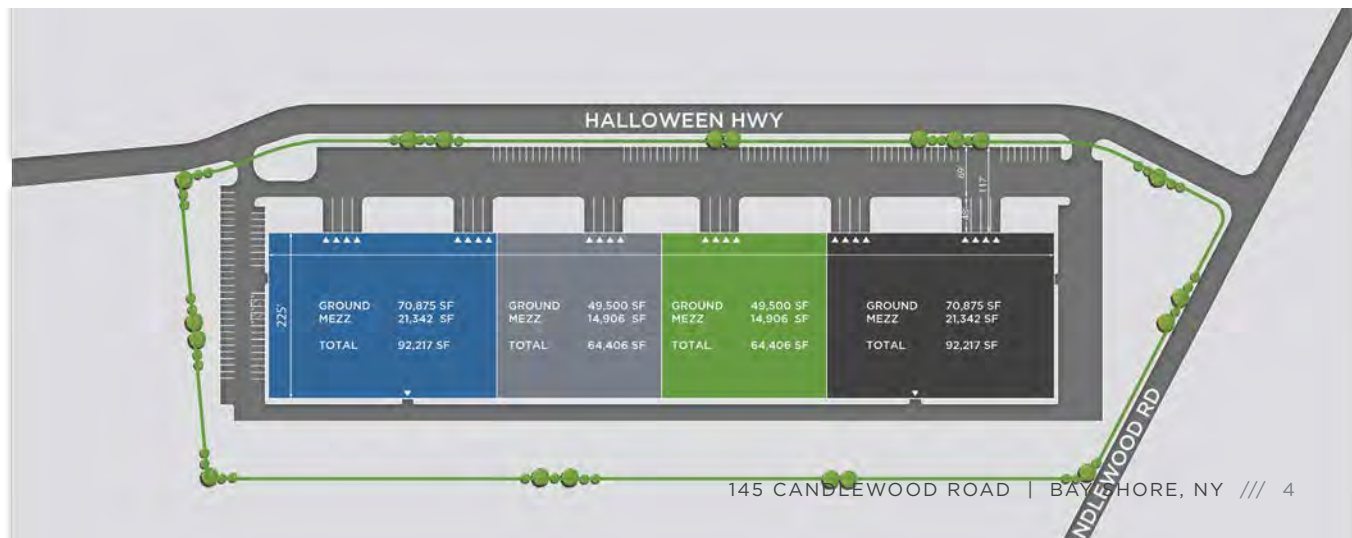 HALLOWEEN HWY
69'
117'
225'
GROUND 70,875 SF
MEZZ 21,342 SF
TOTAL 92,217 SF
GROUND 49,500 SF
MEZZ 14,906 SF
TOTAL 64,406 SF
GROUND 49,500 SF
MEZZ 14,906 SF
TOTAL 64,406 SF
GROUND 70,875 SF
MEZZ 21,342 SF
TOTAL 92,217 SF
NDLEWOOD RD
145 CANDLEWOOD ROAD | BAY SHORE, NY /// 4